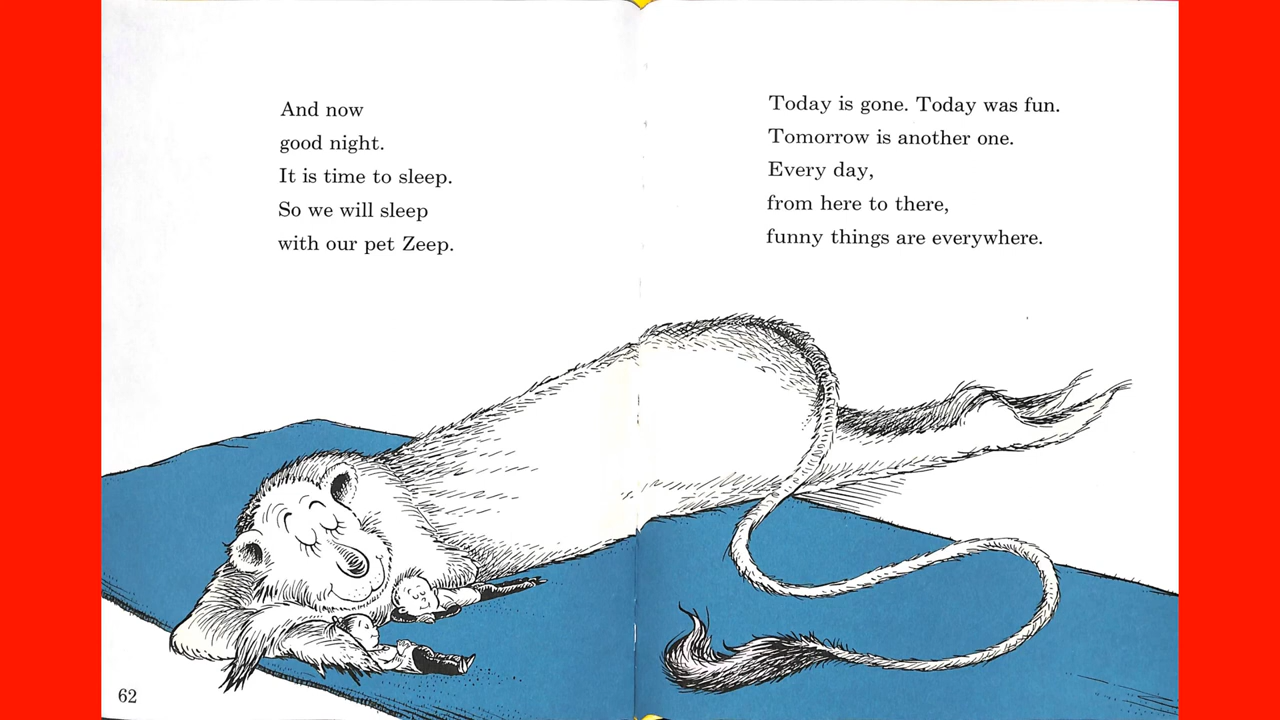 And now
good night.
It is time to sleep.
So we will sleep
with our pet Zeep.
62
Today is gone. Today was fun.
Tomorrow is another one.
Every day,
from here to there,
funny things are everywhere.